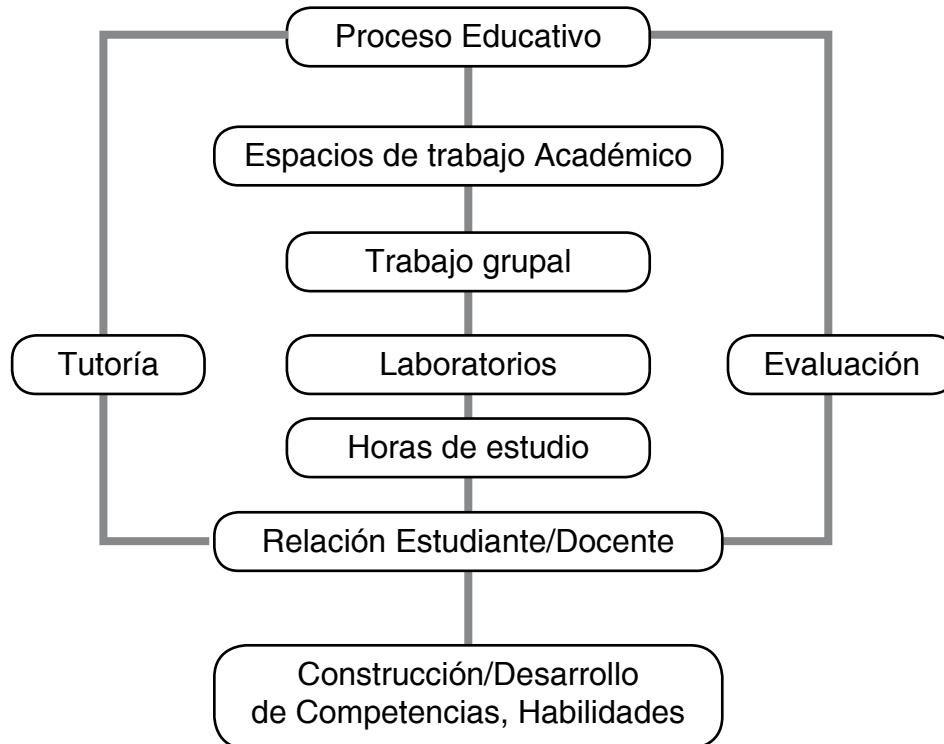 Proceso Educativo
Espacios de trabajo Académico
Trabajo grupal
Tutoría
Laboratorios
Evaluación
Horas de estudio
Relación Estudiante/Docente
Construcción/Desarrollo
de Competencias, Habilidades